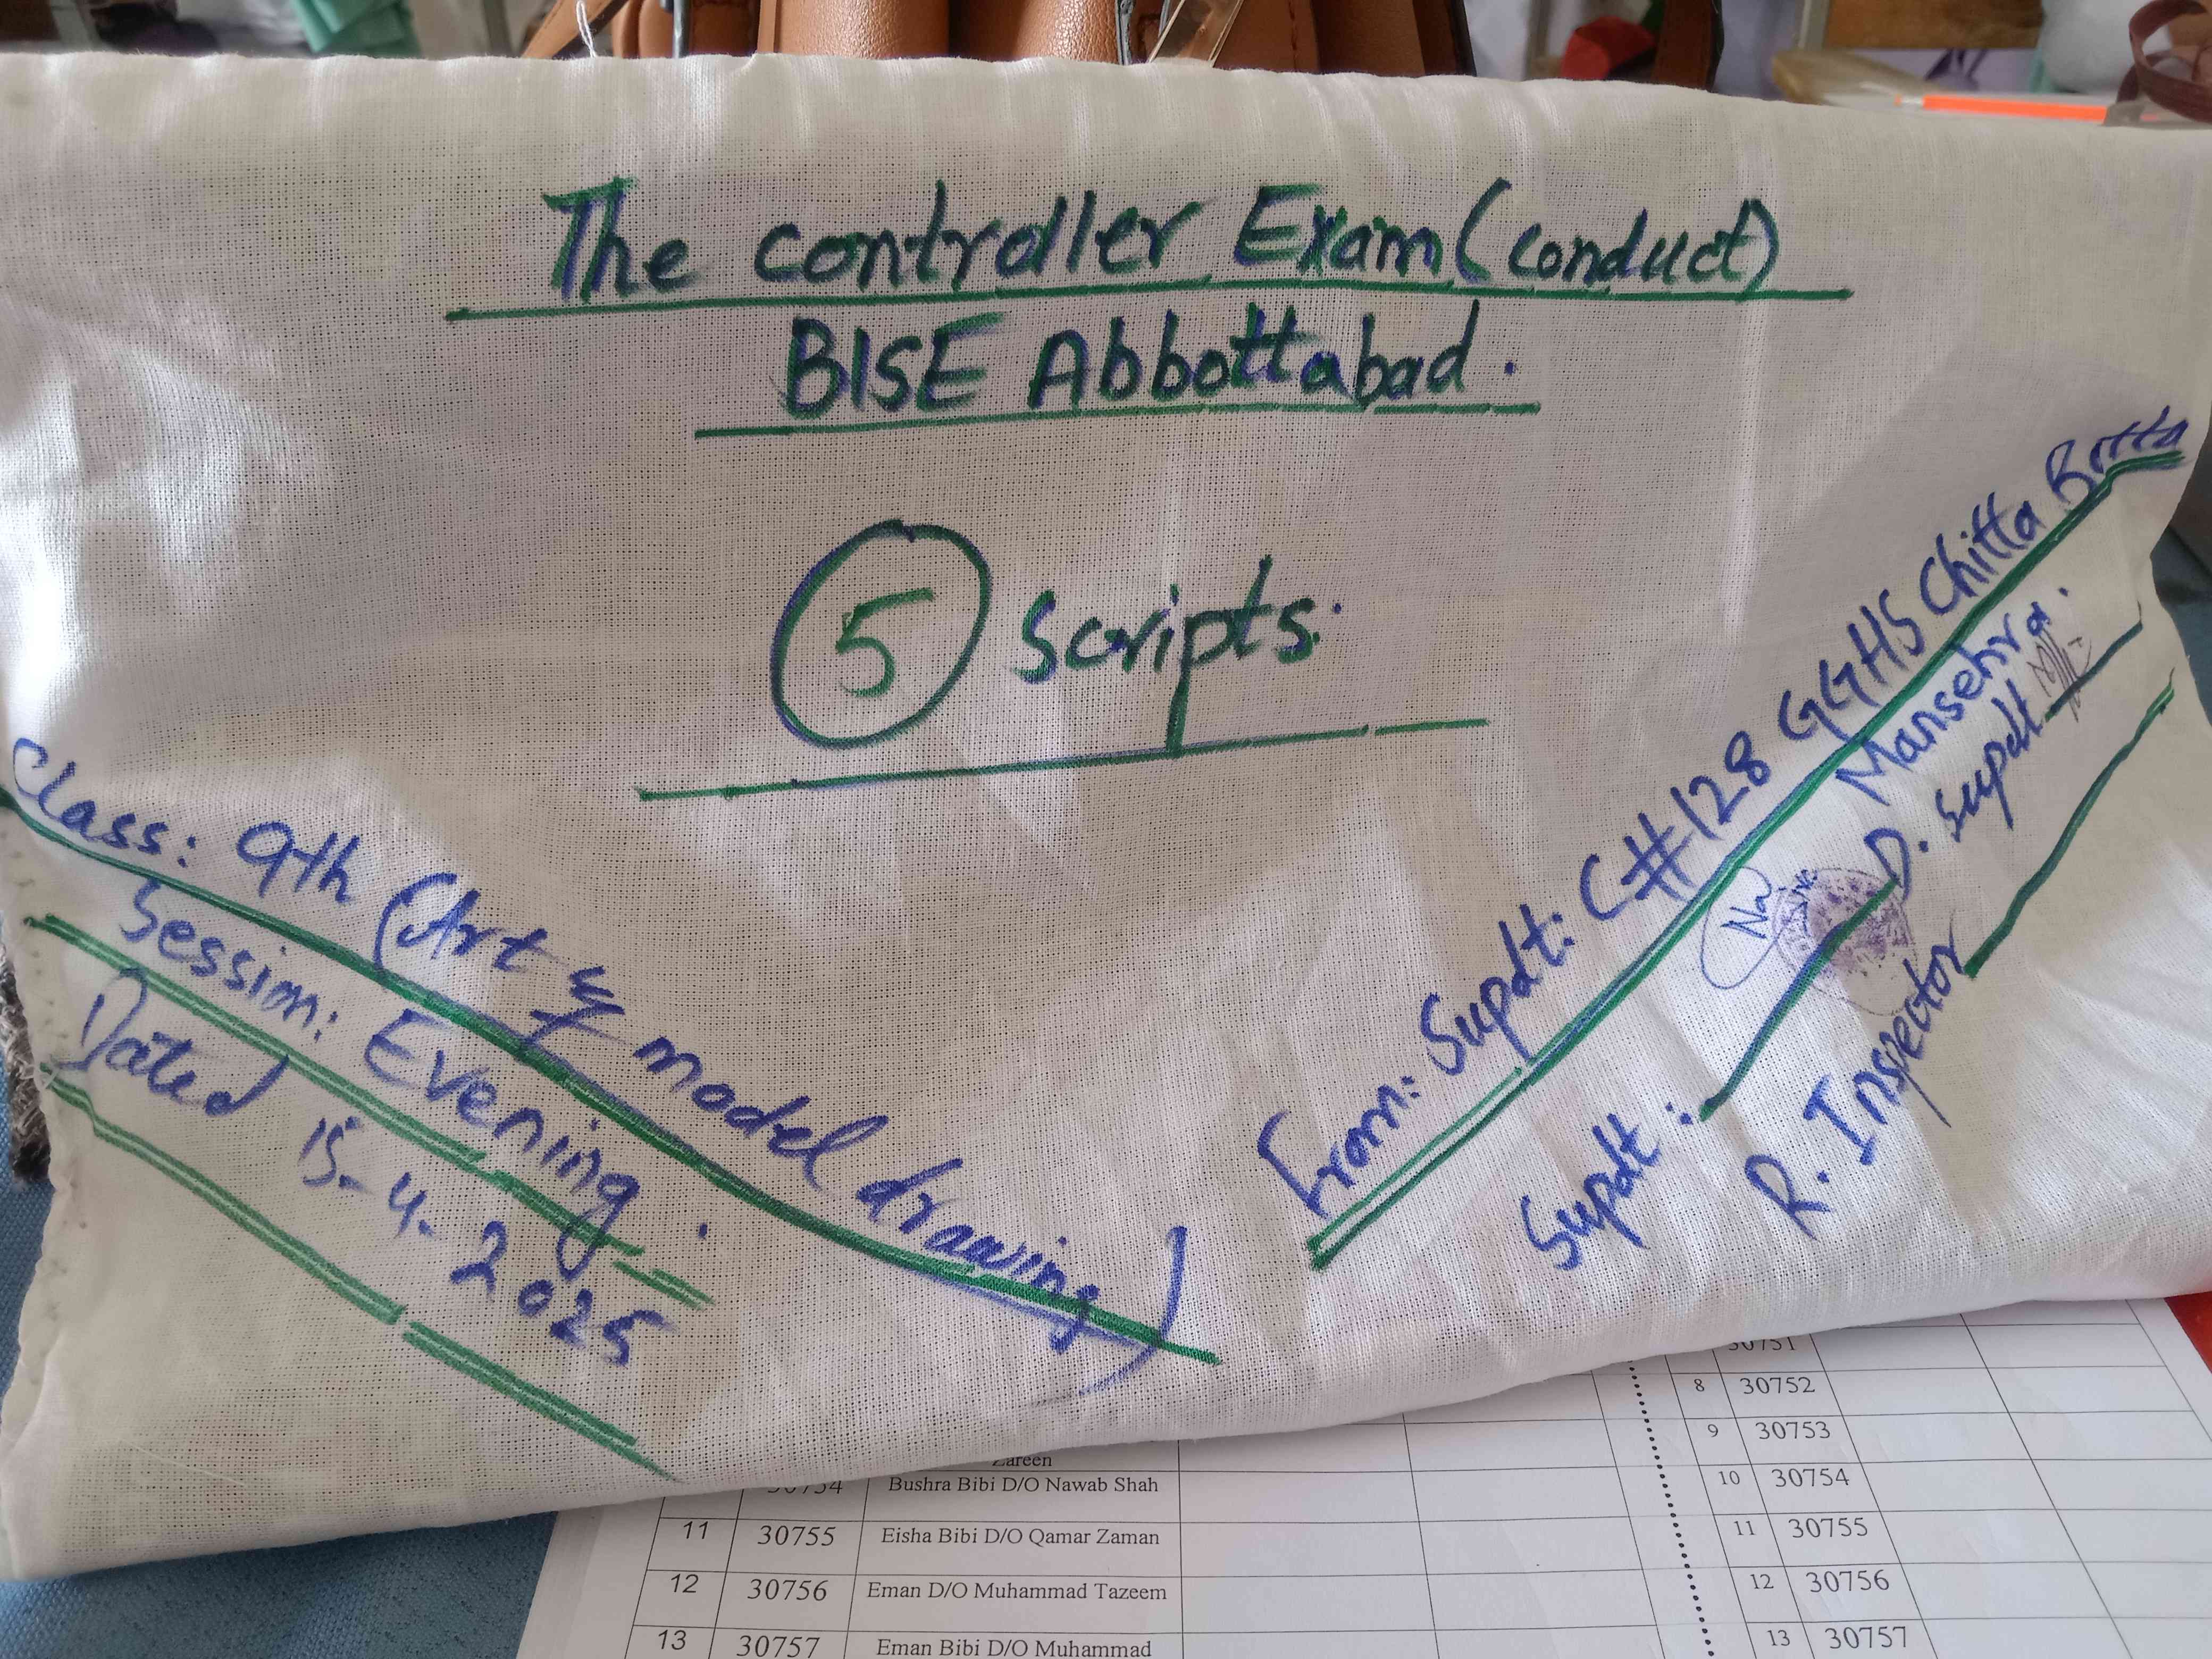 The controller Exam (conduct)
BISE Abbottabad.
5 Scripts.
Class: 9th (Art & model drawing)
Session: Evening.
Dated 15-4-2025
From: Supdt: C#128 GGHS Chitta Batta
Mansehra.
Supdt:
D. Supdt
R. Inspector
Zareen
30754 Bushra Bibi D/O Nawab Shah
11 30755 Eisha Bibi D/O Qamar Zaman
12 30756 Eman D/O Muhammad Tazeem
13 30757 Eman Bibi D/O Muhammad
30751
8 30752
9 30753
10 30754
11 30755
12 30756
13 30757